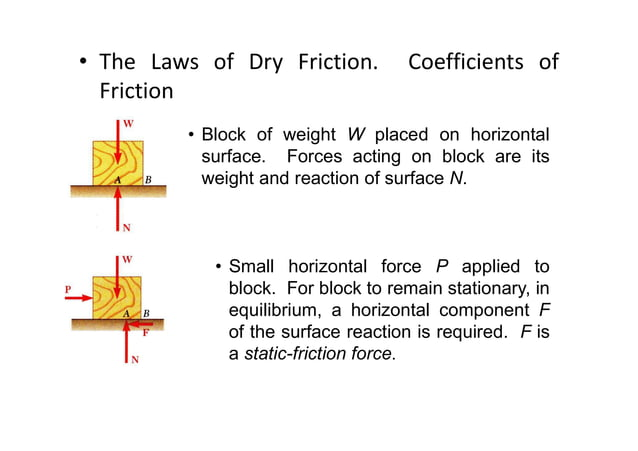 • The Laws of Dry Friction. Coefficients of
Friction
W
A B
N
• Block of weight W placed on horizontal
surface. Forces acting on block are its
weight and reaction of surface N.
W
P
A B
F
N
• Small horizontal force P applied to
block. For block to remain stationary, in
equilibrium, a horizontal component F
of the surface reaction is required. F is
a static-friction force.